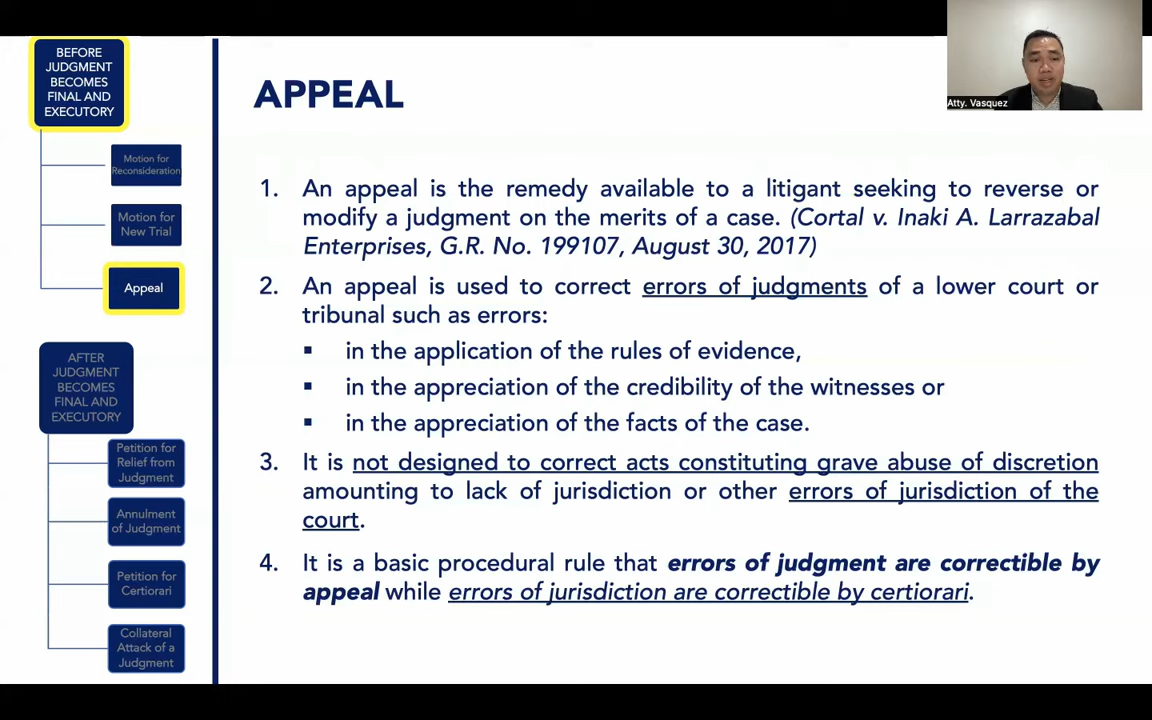 BEFORE
JUDGMENT
BECOMES
FINAL AND
EXECUTORY
Motion for
Reconsideration
Motion for
New Trial
Appeal
AFTER
JUDGMENT
BECOMES
FINAL AND
EXECUTORY
Petition for
Relief from
Judgment
Annulment
of Judgment
Petition for
Certiorari
Collateral
Attack of a
Judgment
APPEAL
1. An appeal is the remedy available to a litigant seeking to reverse or
modify a judgment on the merits of a case. (Cortal v. Inaki A. Larrazabal
Enterprises, G.R. No. 199107, August 30, 2017)
2. An appeal is used to correct errors of judgments of a lower court or
tribunal such as errors:
▪ in the application of the rules of evidence,
▪ in the appreciation of the credibility of the witnesses or
▪ in the appreciation of the facts of the case.
3. It is not designed to correct acts constituting grave abuse of discretion
amounting to lack of jurisdiction or other errors of jurisdiction of the
court.
4. It is a basic procedural rule that errors of judgment are correctible by
appeal while errors of jurisdiction are correctible by certiorari.
Atty. Vasquez